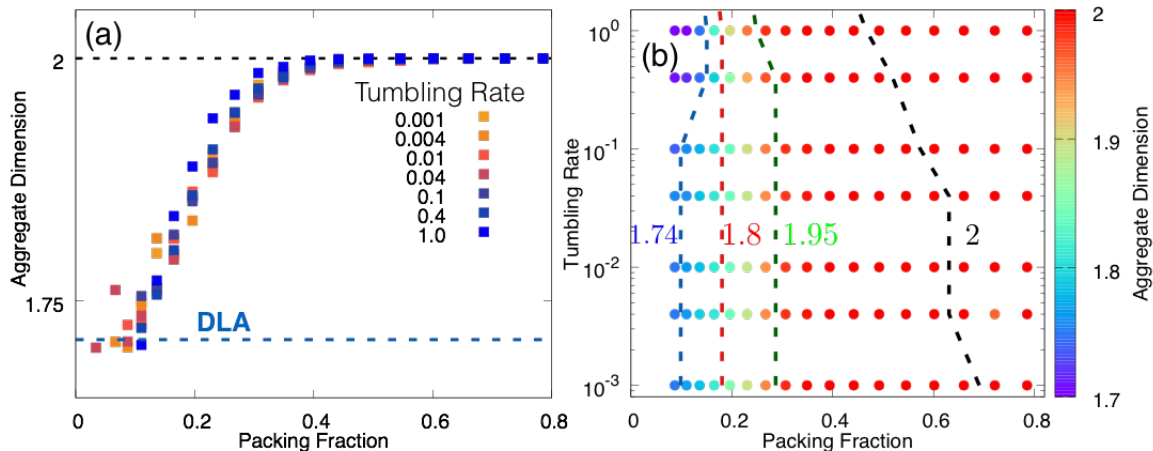 (a)
2
1.75
Aggregate Dimension
Tumbling Rate
0.001
0.004
0.01
0.04
0.1
0.4
1.0
DLA
0 0.2 0.4 0.6 0.8
Packing Fraction
(b)
10⁰
10⁻¹
10⁻²
10⁻³
Tumbling Rate
1.74 1.8 1.95 2
0 0.2 0.4 0.6 0.8
Packing Fraction
2
1.9
1.8
1.7
Aggregate Dimension